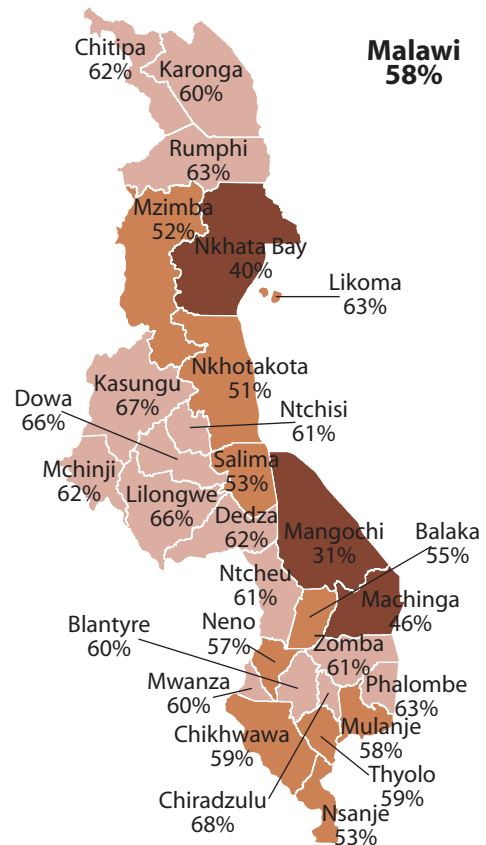 Malawi
58%
Chitipa
62%
Karonga
60%
Rumphi
63%
Mzimba
52%
Nkhata Bay
40%
Likoma
63%
Nkhotakota
51%
Kasungu
67%
Dowa
66%
Ntchisi
61%
Mchinji
62%
Salima
53%
Lilongwe
66%
Dedza
62%
Mangochi
31%
Balaka
55%
Ntcheu
61%
Machinga
46%
Neno
57%
Blantyre
60%
Zomba
61%
Mwanza
60%
Phalombe
63%
Chikhwawa
59%
Mulanje
58%
Thyolo
59%
Chiradzulu
68%
Nsanje
53%